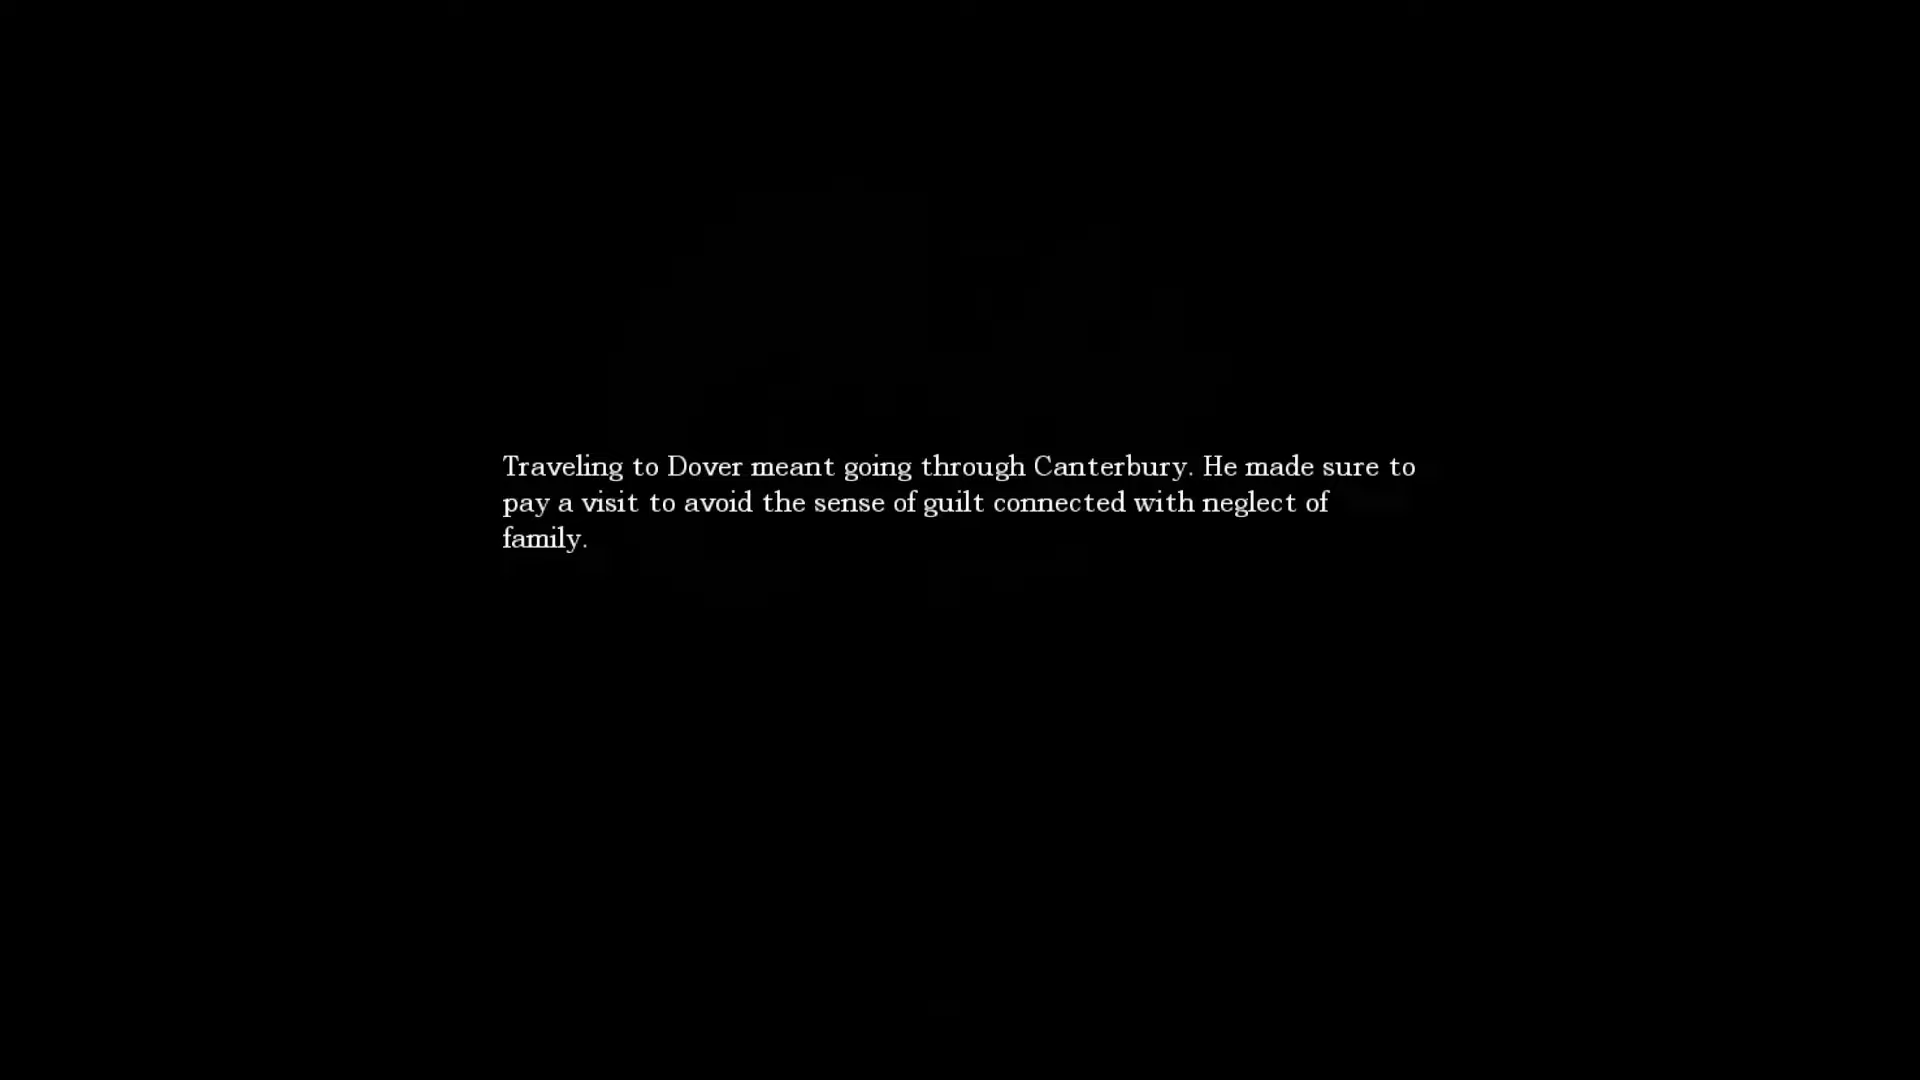 Traveling to Dover meant going through Canterbury. He made sure to
pay a visit to avoid the sense of guilt connected with neglect of
family.